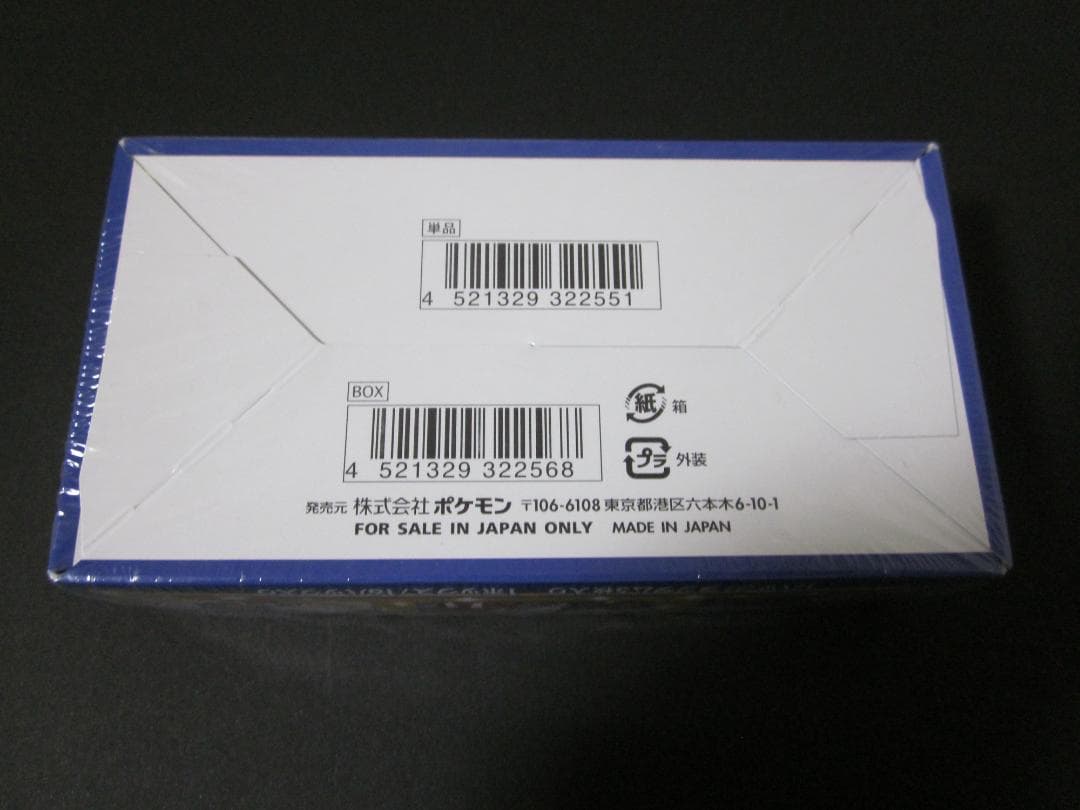 単品
4 521329 322551
BOX
4 521329 322568
紙 箱
プラ 外装
発売元 株式会社 ポケモン 〒106-6108 東京都港区六本木6-10-1
FOR SALE IN JAPAN ONLY MADE IN JAPAN